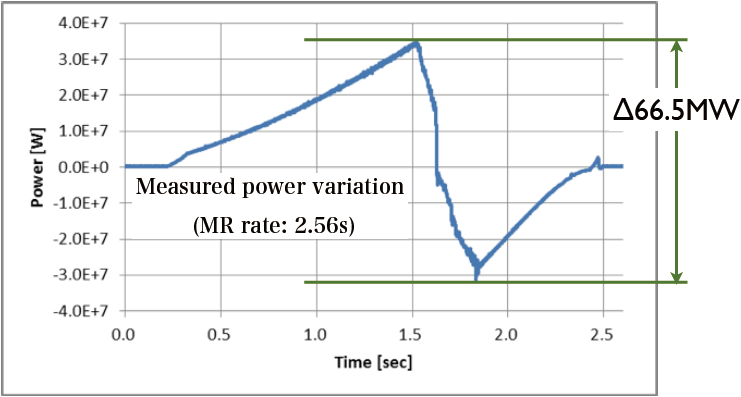 4.0E+7
3.0E+7
2.0E+7
1.0E+7
0.0E+0
-1.0E+7
-2.0E+7
-3.0E+7
-4.0E+7
Power [W]
Δ66.5MW
Measured power variation
(MR rate: 2.56s)
0.0 0.5 1.0 1.5 2.0 2.5
Time [sec]